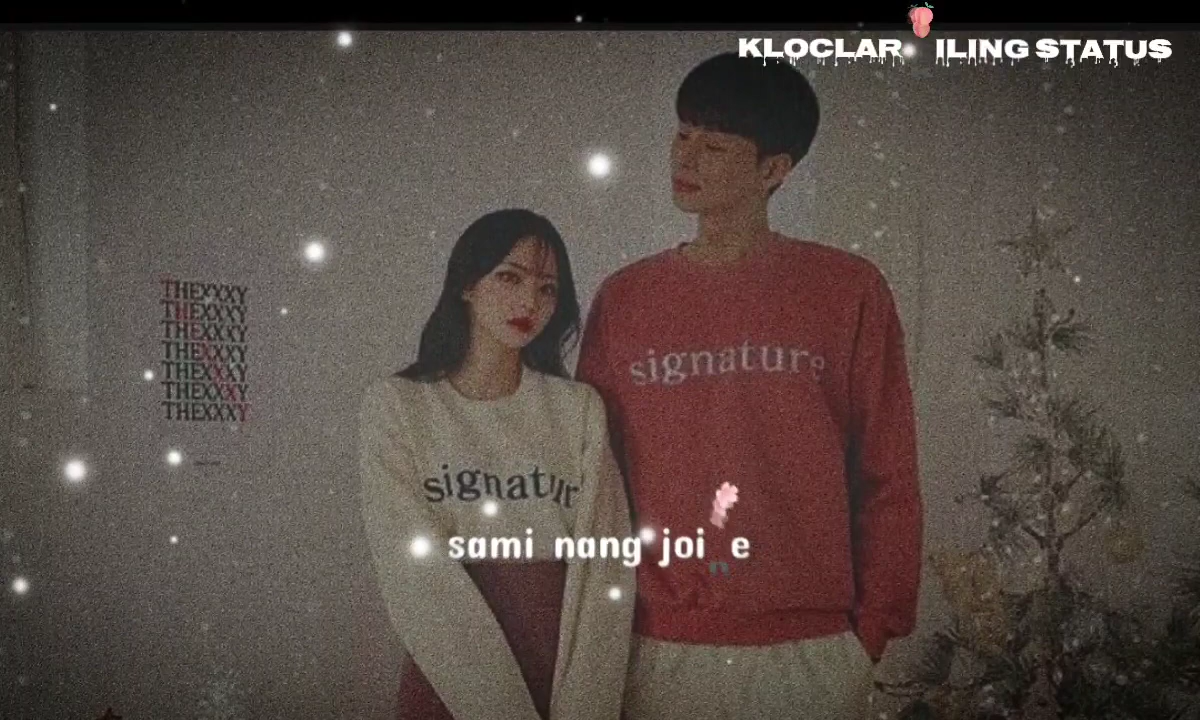 KLOCLAR ILING STATUS
THEXXXY
THEXXXY
THEXXXY
THEXXXY
THEXXXY
THEXXXY
THEXXXY
signature
signatur
sami nang joi e